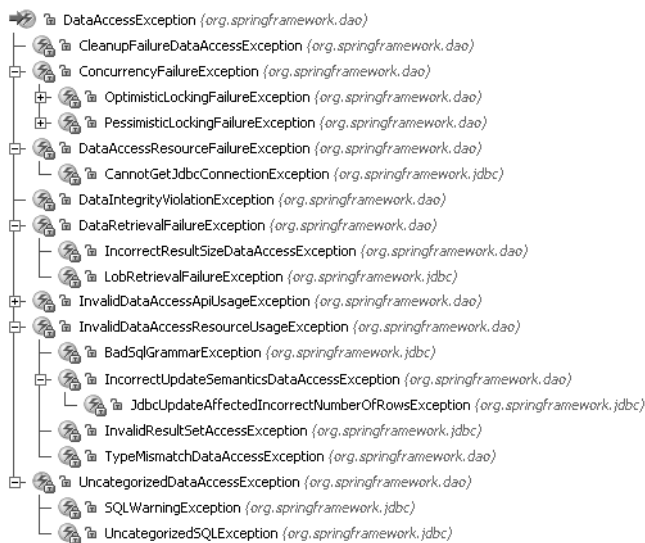 DataAccessException (org.springframework.dao)
CleanupFailureDataAccessException (org.springframework.dao)
ConcurrencyFailureException (org.springframework.dao)
OptimisticLockingFailureException (org.springframework.dao)
PessimisticLockingFailureException (org.springframework.dao)
DataAccessResourceFailureException (org.springframework.dao)
CannotGetJdbcConnectionException (org.springframework.jdbc)
DataIntegrityViolationException (org.springframework.dao)
DataRetrievalFailureException (org.springframework.dao)
IncorrectResultSizeDataAccessException (org.springframework.dao)
LobRetrievalFailureException (org.springframework.jdbc)
InvalidDataAccessApiUsageException (org.springframework.dao)
InvalidDataAccessResourceUsageException (org.springframework.dao)
BadSqlGrammarException (org.springframework.jdbc)
IncorrectUpdateSemanticsDataAccessException (org.springframework.dao)
JdbcUpdateAffectedIncorrectNumberOfRowsException (org.springframework.jdbc)
InvalidResultSetAccessException (org.springframework.jdbc)
TypeMismatchDataAccessException (org.springframework.dao)
UncategorizedDataAccessException (org.springframework.dao)
SQLWarningException (org.springframework.jdbc)
UncategorizedSQLException (org.springframework.jdbc)